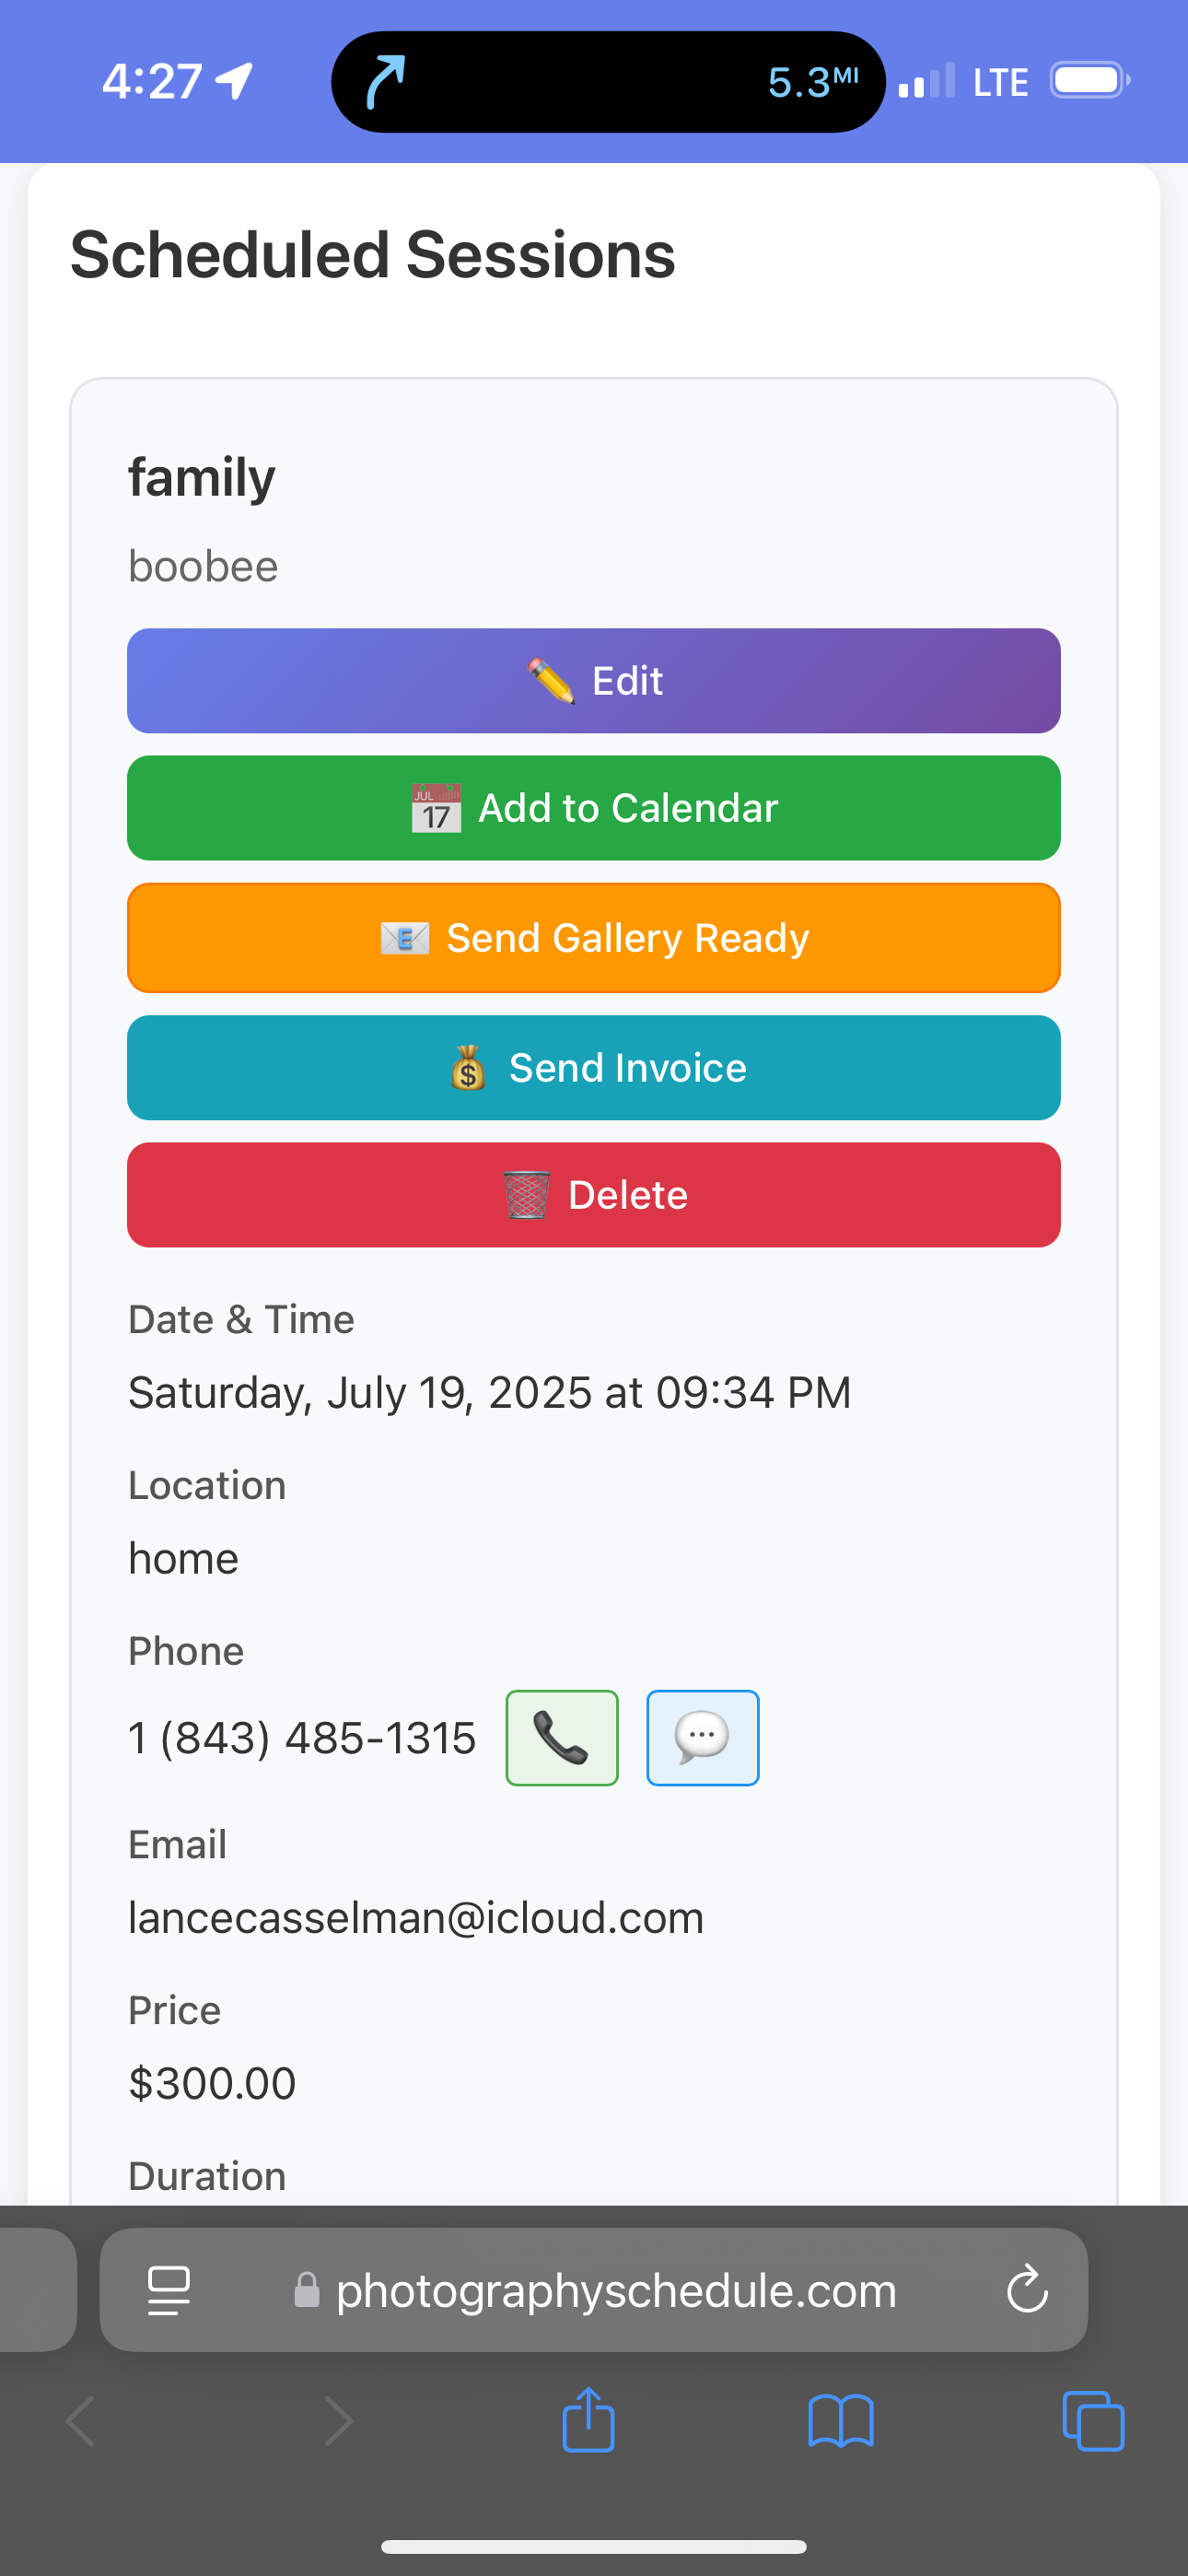 4:27
5.3MI
LTE
Scheduled Sessions
family
boobee
✏️ Edit
📅 Add to Calendar
📧 Send Gallery Ready
💰 Send Invoice
🗑️ Delete
Date & Time
Saturday, July 19, 2025 at 09:34 PM
Location
home
Phone
1 (843) 485-1315
Email
lancecasselman@icloud.com
Price
$300.00
Duration
photographyschedule.com